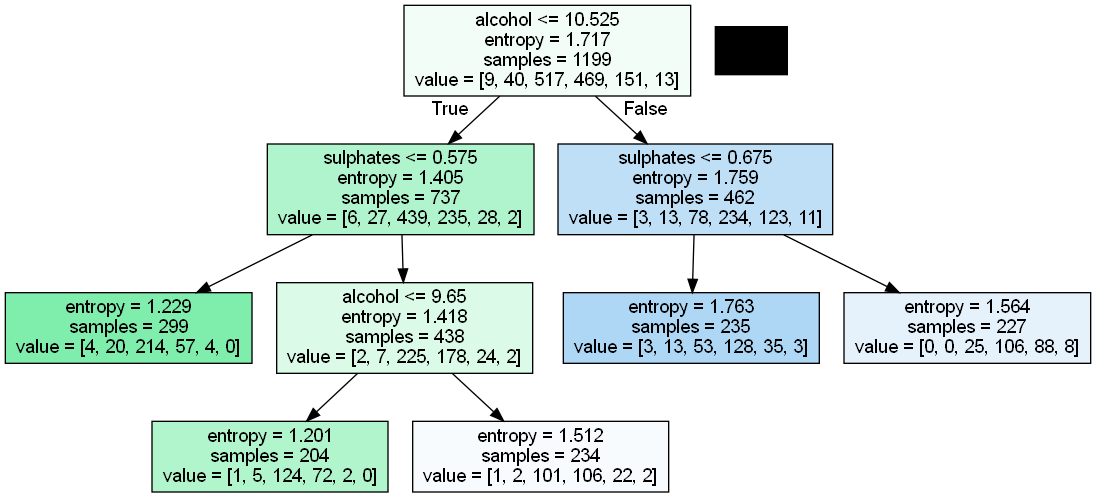 alcohol <= 10.525
entropy = 1.717
samples = 1199
value = [9, 40, 517, 469, 151, 13]
True
False
sulphates <= 0.575
entropy = 1.405
samples = 737
value = [6, 27, 439, 235, 28, 2]
sulphates <= 0.675
entropy = 1.759
samples = 462
value = [3, 13, 78, 234, 123, 11]
entropy = 1.229
samples = 299
value = [4, 20, 214, 57, 4, 0]
alcohol <= 9.65
entropy = 1.418
samples = 438
value = [2, 7, 225, 178, 24, 2]
entropy = 1.763
samples = 235
value = [3, 13, 53, 128, 35, 3]
entropy = 1.564
samples = 227
value = [0, 0, 25, 106, 88, 8]
entropy = 1.201
samples = 204
value = [1, 5, 124, 72, 2, 0]
entropy = 1.512
samples = 234
value = [1, 2, 101, 106, 22, 2]